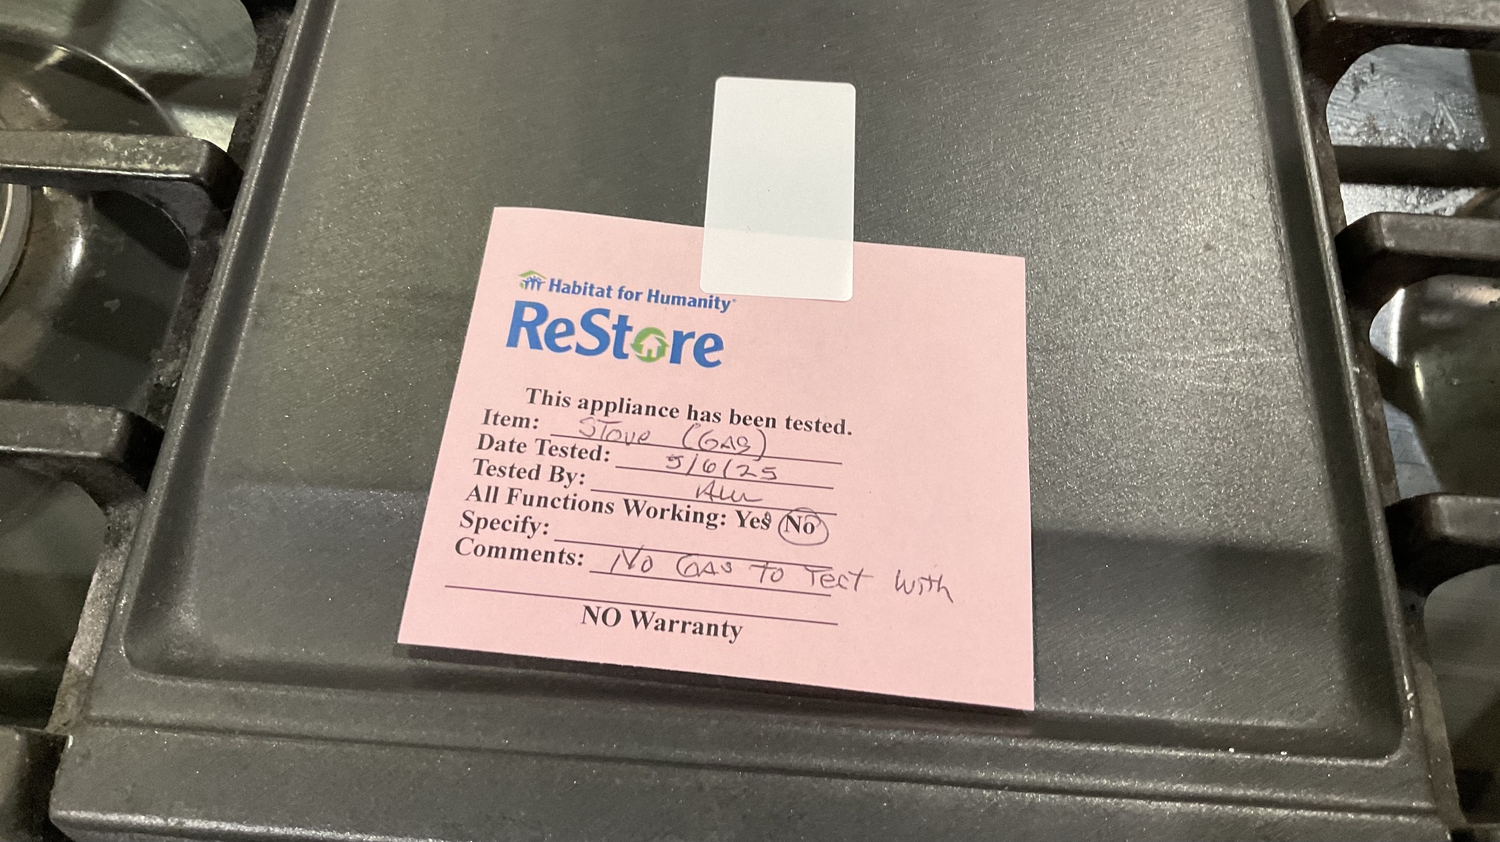 Habitat for Humanity®
ReStore
This appliance has been tested.
Item: Stove (GAS)
Date Tested: 5/6/25
Tested By:
All Functions Working: Yes No
Specify:
Comments: No GAS To Test with
NO Warranty